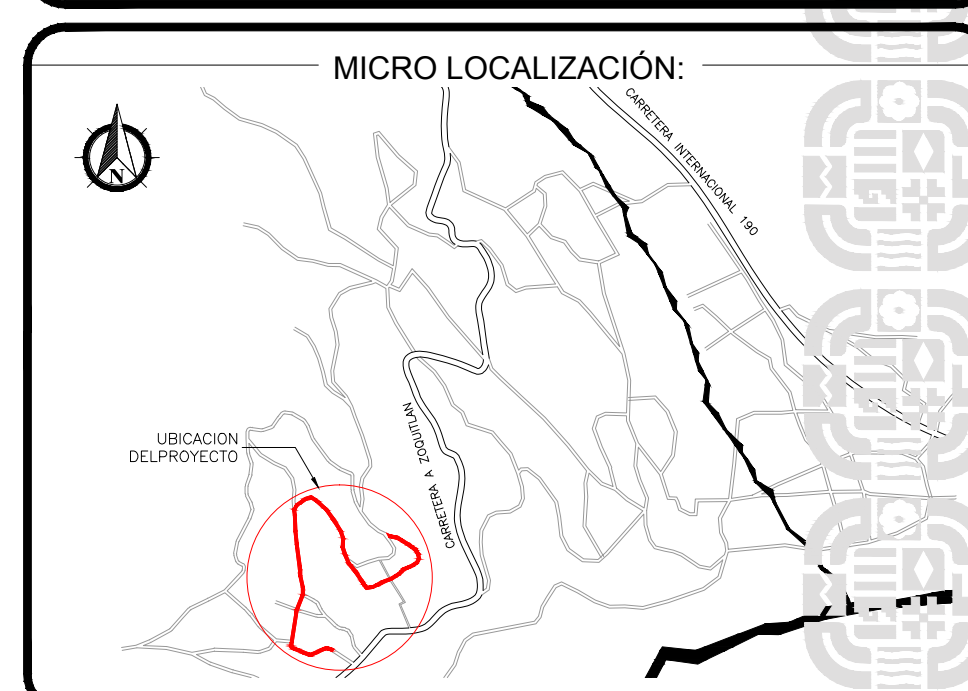 MICRO LOCALIZACIÓN:
N
CARRETERA INTERNACIONAL 190
CARRETERA A ZOQUITLAN
UBICACION
DELPROYECTO